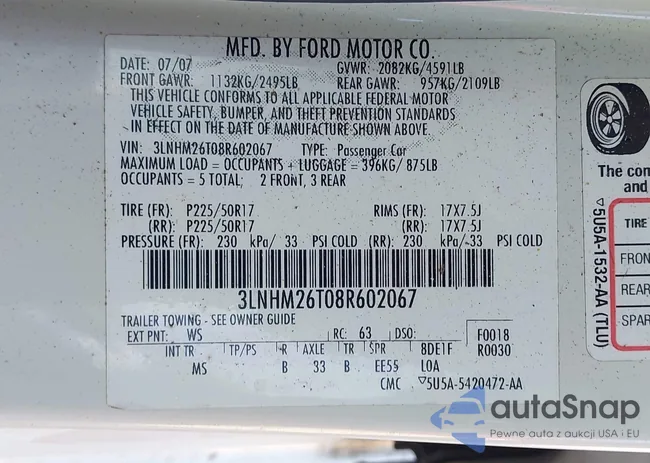 MFD. BY FORD MOTOR CO.
DATE: 07/07 GVWR: 2082KG/4591LB
FRONT GAWR: 1132KG/2495LB REAR GAWR: 957KG/2109LB
THIS VEHICLE CONFORMS TO ALL APPLICABLE FEDERAL MOTOR
VEHICLE SAFETY, BUMPER, AND THEFT PREVENTION STANDARDS
IN EFFECT ON THE DATE OF MANUFACTURE SHOWN ABOVE.
VIN: 3LNHM26T08R602067 TYPE: Passenger Car
MAXIMUM LOAD = OCCUPANTS + LUGGAGE = 396KG/ 875LB
OCCUPANTS = 5 TOTAL; 2 FRONT, 3 REAR
TIRE (FR): P225/50R17 RIMS (FR): 17X7.5J
(RR): P225/50R17 (RR): 17X7.5J
PRESSURE (FR): 230 kPa/ 33 PSI COLD (RR): 230 kPa/ 33 PSI COLD
3LNHM26T08R602067
TRAILER TOWING - SEE OWNER GUIDE
EXT PNT: WS RC: 63 DSO: F0018
INT TR TP/PS R AXLE TR SPR 8DE1F R0030
MS B 33 B EE55 LOA
CMC ▽5U5A-5420472-AA
▽5U5A-1532-AA (TLU)
The con
and
TIRE
FRON
REAR
SPAR
autaSnap
Pewne auta z aukcji USA i EU